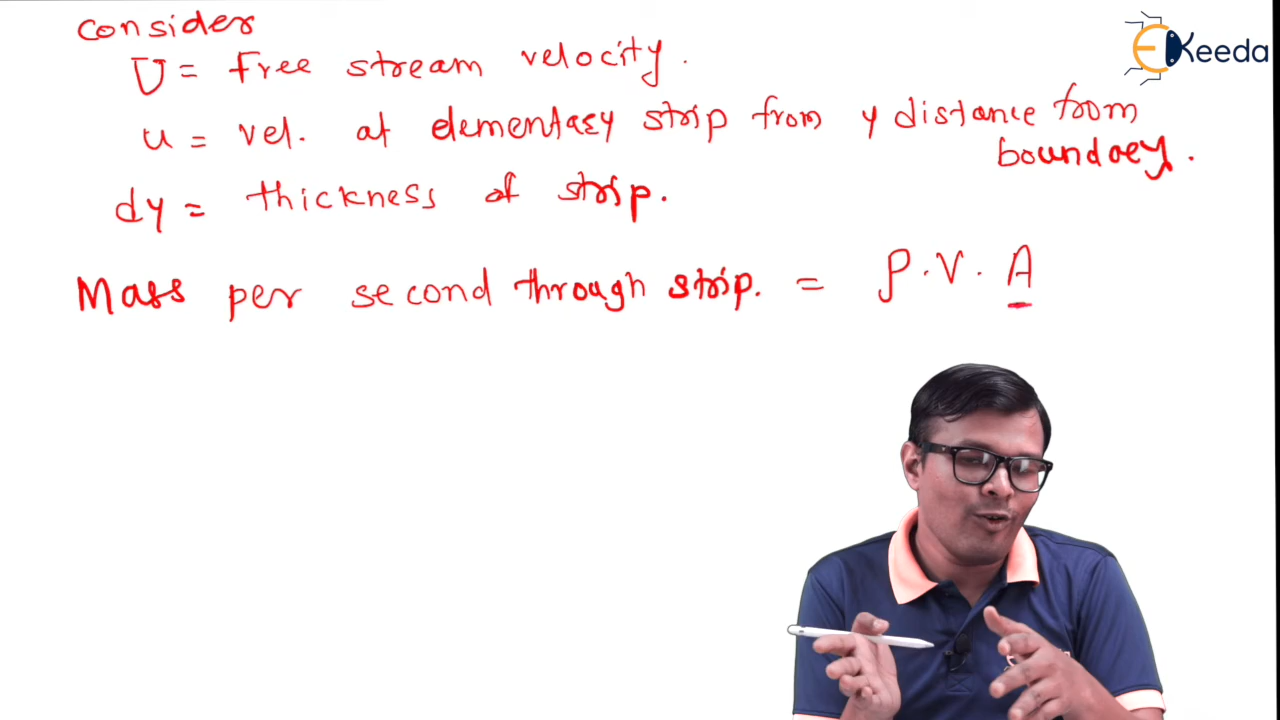 Consider
EKeeda
U = free stream velocity.
u = vel. at elementary strip from y distance from
boundary.
dy = thickness of strip.
Mass per second through strip. = ρ.V.A